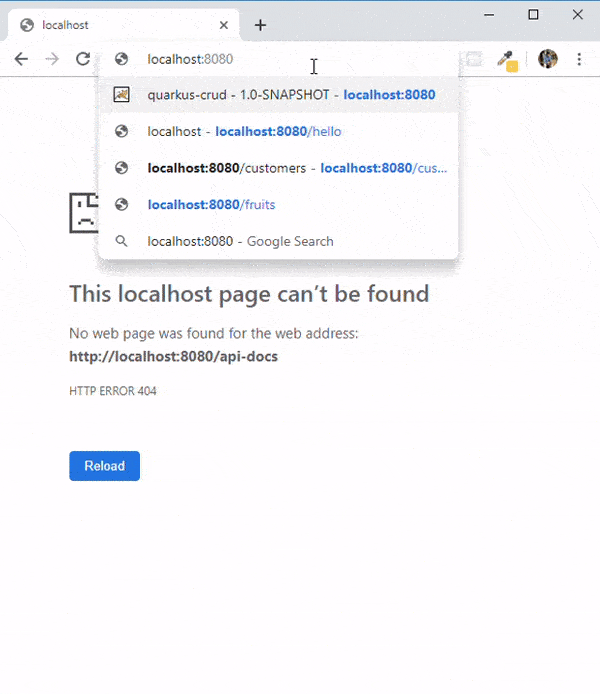 localhost
localhost:8080
quarkus-crud - 1.0-SNAPSHOT - localhost:8080
localhost - localhost:8080/hello
localhost:8080/customers - localhost:8080/cus...
localhost:8080/fruits
localhost:8080 - Google Search
This localhost page can’t be found
No web page was found for the web address:
http://localhost:8080/api-docs
HTTP ERROR 404
Reload